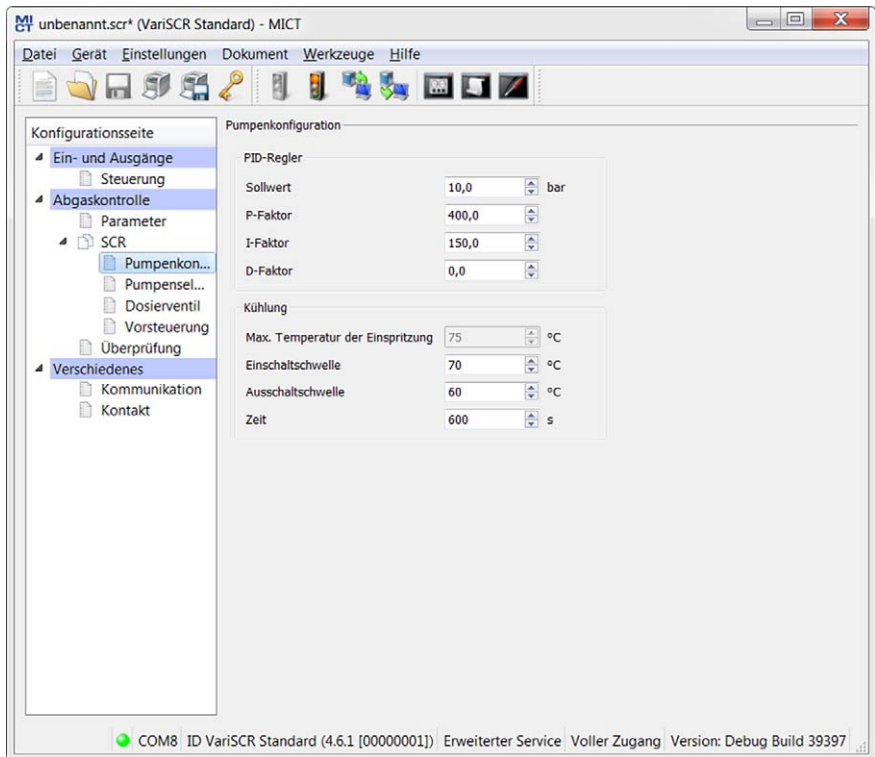 MICT unbenannt.scr* (VariSCR Standard) - MICT
Datei Gerät Einstellungen Dokument Werkzeuge Hilfe
Konfigurationsseite
Ein- und Ausgänge
Steuerung
Abgaskontrolle
Parameter
SCR
Pumpenkon...
Pumpensel...
Dosierventil
Vorsteuerung
Überprüfung
Verschiedenes
Kommunikation
Kontakt
Pumpenkonfiguration
PID-Regler
Sollwert 10,0 bar
P-Faktor 400,0
I-Faktor 150,0
D-Faktor 0,0
Kühlung
Max. Temperatur der Einspritzung 75 °C
Einschaltschwelle 70 °C
Ausschaltschwelle 60 °C
Zeit 600 s
COM8 ID VariSCR Standard (4.6.1 [00000001]) Erweiterter Service Voller Zugang Version: Debug Build 39397